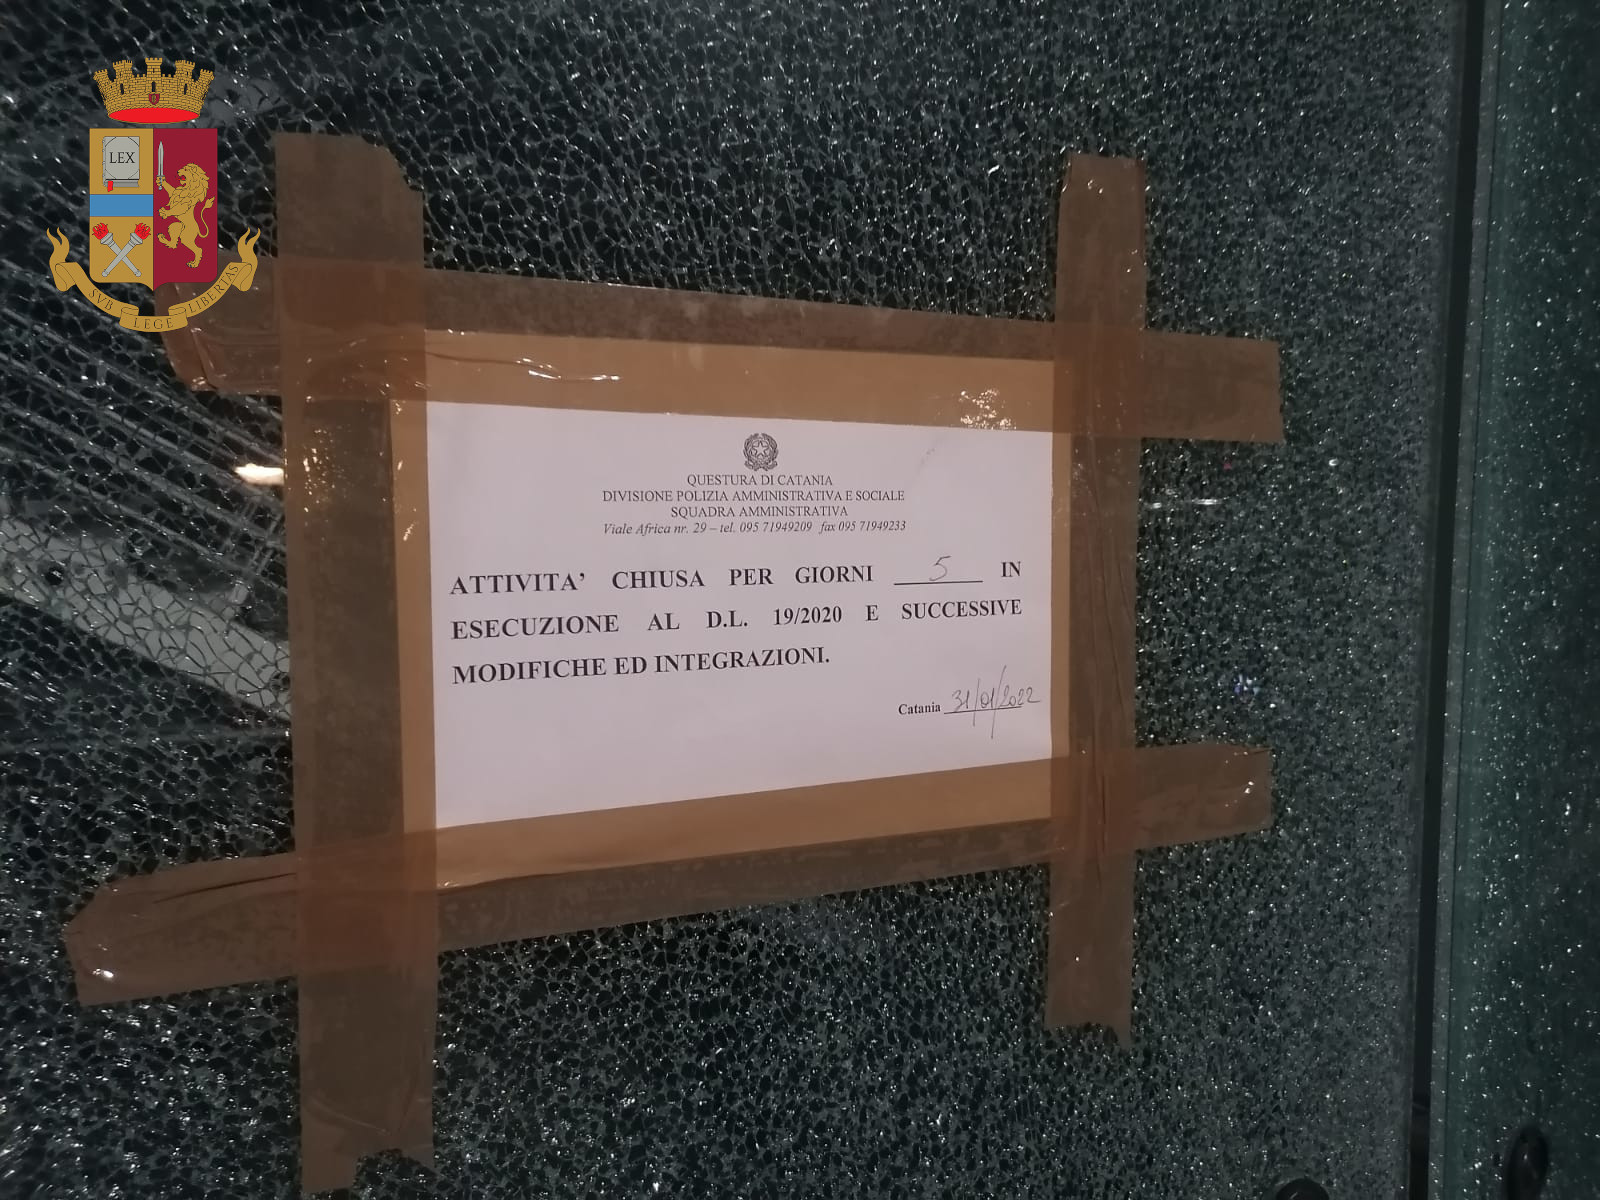 LEX
SVB LEGE LIBERTAS
QUESTURA DI CATANIA
DIVISIONE POLIZIA AMMINISTRATIVA E SOCIALE
SQUADRA AMMINISTRATIVA
Viale Africa nr. 29 – tel. 095 71949209 fax 095 71949233
ATTIVITA' CHIUSA PER GIORNI 5 IN
ESECUZIONE AL D.L. 19/2020 E SUCCESSIVE
MODIFICHE ED INTEGRAZIONI.
Catania 31/01/2022